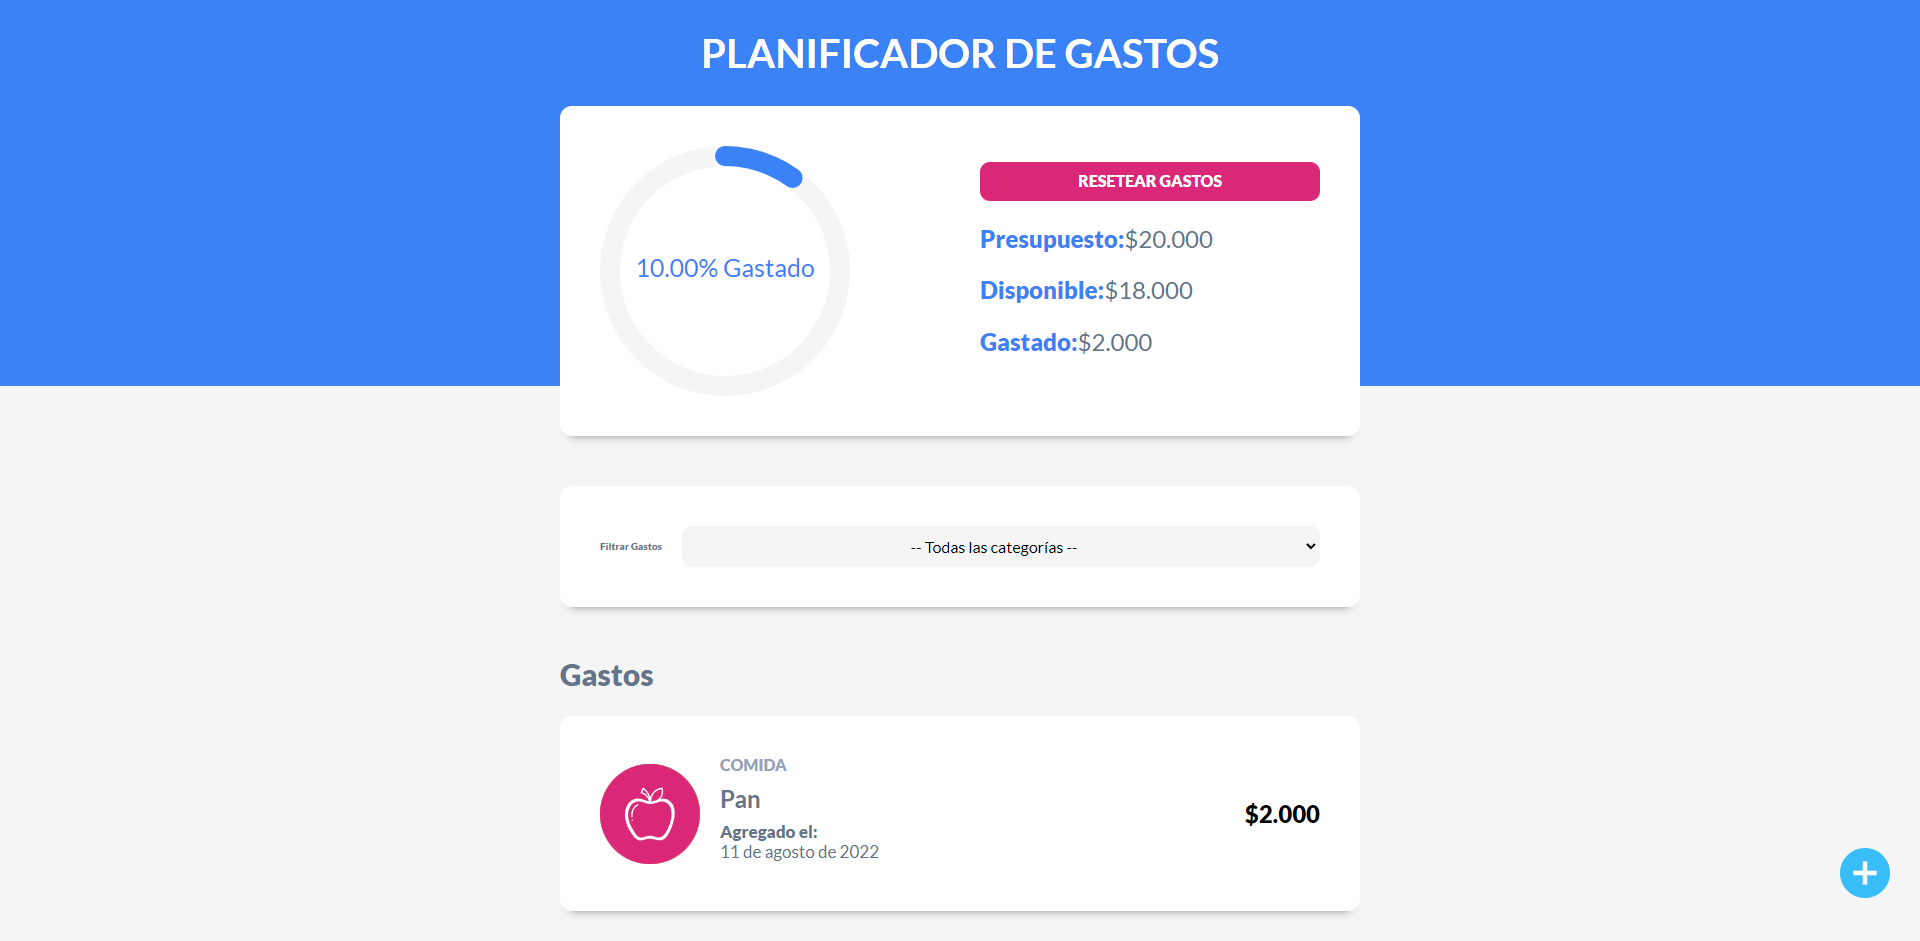 PLANIFICADOR DE GASTOS
10.00% Gastado
RESETEAR GASTOS
Presupuesto:$20.000
Disponible:$18.000
Gastado:$2.000
Filtrar Gastos
-- Todas las categorías --
Gastos
COMIDA
Pan
Agregado el:
11 de agosto de 2022
$2.000